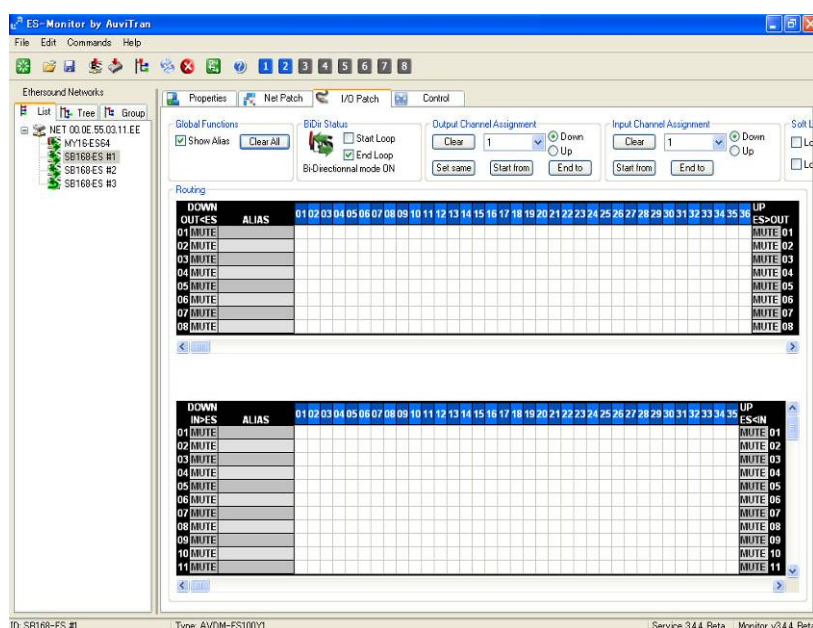 ES-Monitor by AuviTran
File Edit Commands Help
1 2 3 4 5 6 7 8
Ethersound Networks
List Tree Group
NET 00.0E.55.03.11.EE
MY16-ES64
SB168-ES #1
SB168-ES #2
SB168-ES #3
Properties Net Patch I/O Patch Control
Global Functions
Show Alias Clear All
BiDir Status
Start Loop
End Loop
Bi-Directionnal mode ON
Output Channel Assignment
Clear 1 Down
Up
Set same Start from End to
Input Channel Assignment
Clear 1 Down
Up
Start from End to
Soft L
Lo
Lo
Routing
DOWN UP
OUT<ES ALIAS 01 02 03 04 05 06 07 08 09 10 11 12 13 14 15 16 17 18 19 20 21 22 23 24 25 26 27 28 29 30 31 32 33 34 35 36 ES>OUT
01 MUTE MUTE 01
02 MUTE MUTE 02
03 MUTE MUTE 03
04 MUTE MUTE 04
05 MUTE MUTE 05
06 MUTE MUTE 06
07 MUTE MUTE 07
08 MUTE MUTE 08
DOWN UP
IN>ES ALIAS 01 02 03 04 05 06 07 08 09 10 11 12 13 14 15 16 17 18 19 20 21 22 23 24 25 26 27 28 29 30 31 32 33 34 35 ES<IN
01 MUTE MUTE 01
02 MUTE MUTE 02
03 MUTE MUTE 03
04 MUTE MUTE 04
05 MUTE MUTE 05
06 MUTE MUTE 06
07 MUTE MUTE 07
08 MUTE MUTE 08
09 MUTE MUTE 09
10 MUTE MUTE 10
11 MUTE MUTE 11
ID: SB168-ES #1 Type: AVDM-ES100Y1 Service 3.4.4 Beta Monitor v3.4.4 Beta